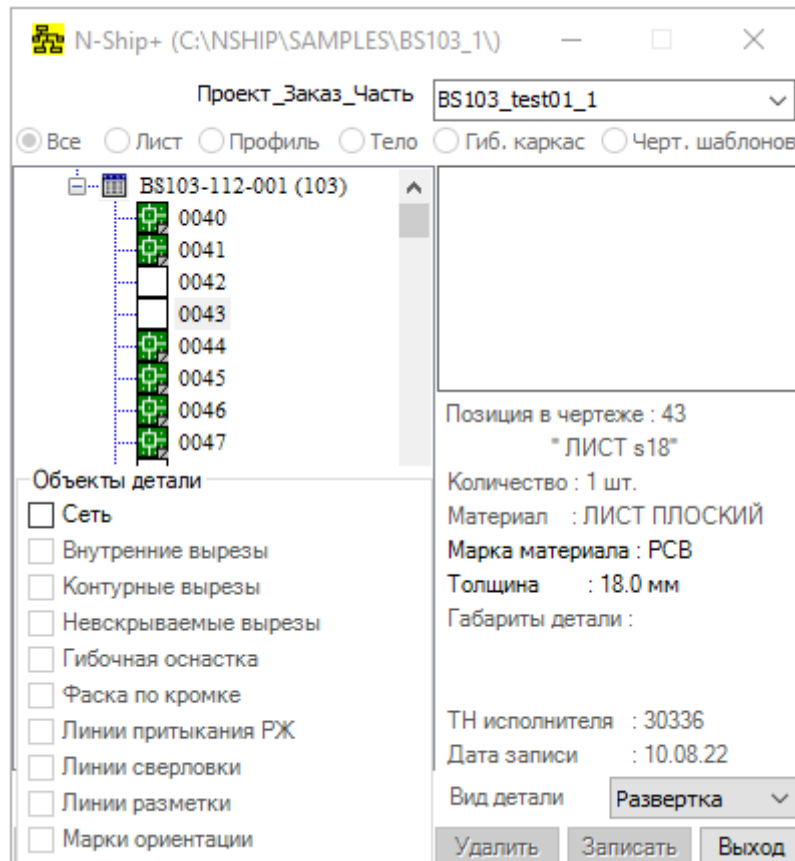 N-Ship+ (C:\NSHIP\SAMPLES\BS103_1\)
Проект_Заказ_Часть BS103_test01_1
Все Лист Профиль Тело Гиб. каркас Черт. шаблонов
BS103-112-001 (103)
0040
0041
0042
0043
0044
0045
0046
0047
Объекты детали
Сеть
Внутренние вырезы
Контурные вырезы
Невскрываемые вырезы
Гибочная оснастка
Фаска по кромке
Линии притыкания РЖ
Линии сверловки
Линии разметки
Марки ориентации
Позиция в чертеже : 43
" ЛИСТ s18"
Количество : 1 шт.
Материал : ЛИСТ ПЛОСКИЙ
Марка материала : РСВ
Толщина : 18.0 мм
Габариты детали :
ТН исполнителя : 30336
Дата записи : 10.08.22
Вид детали Развертка
Удалить Записать Выход